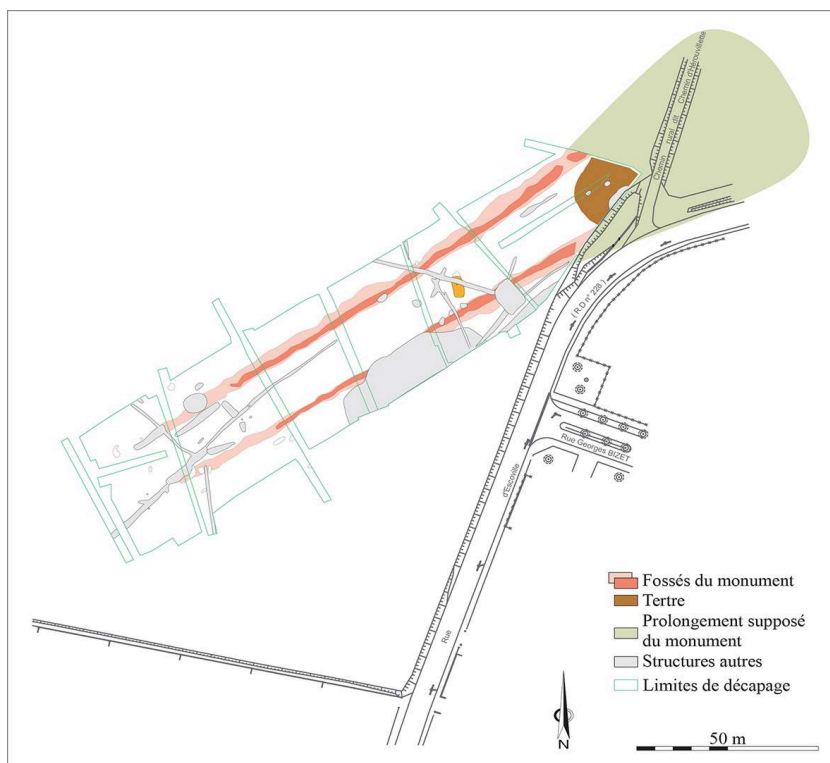 Chemin rural dit Chemin d'Hérouvillette
( R.D n° 228 )
Rue Georges BIZET
Rue d'Escoville
Fossés du monument
Tertre
Prolongement supposé
du monument
Structures autres
Limites de décapage
N
50 m